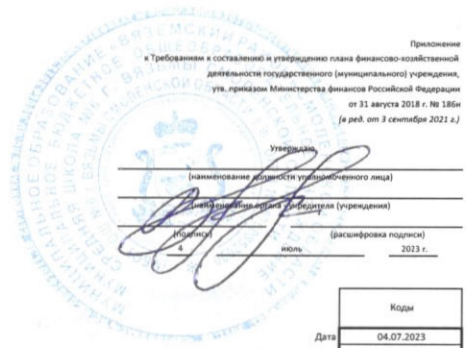 Приложение
к Требованиям к составлению и утверждению плана финансово-хозяйственной
деятельности государственного (муниципального) учреждения,
утв. приказом Министерства финансов Российской Федерации
от 31 августа 2018 г. № 186н
(в ред. от 3 сентября 2021 г.)
Утверждаю
(наименование должности уполномоченного лица)
(наименование органа - учредителя (учреждения)
(подпись) (расшифровка подписи)
4 июль 2023 г.
Коды
Дата 04.07.2023